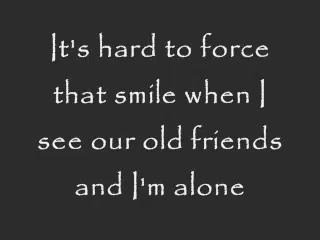 It's hard to force
that smile when I
see our old friends
and I'm alone